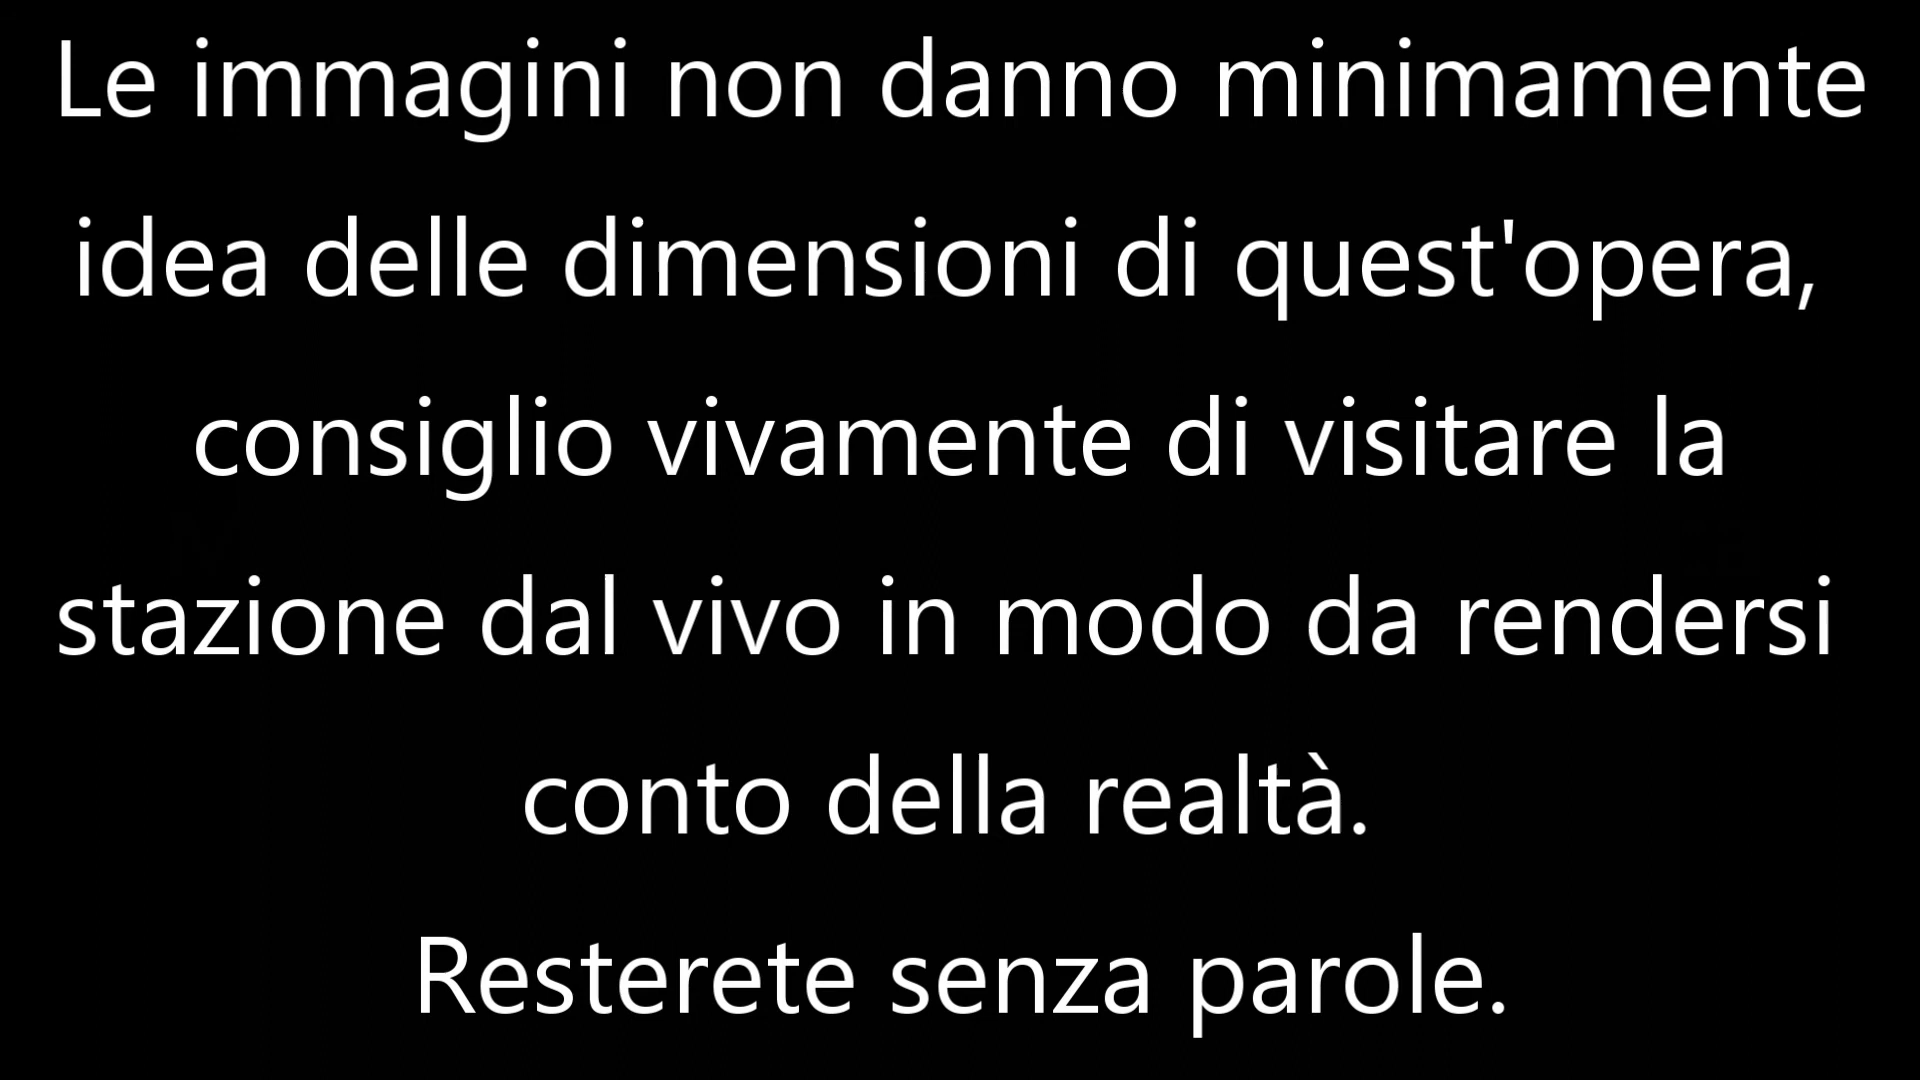 Le immagini non danno minimamente
idea delle dimensioni di quest'opera,
consiglio vivamente di visitare la
stazione dal vivo in modo da rendersi
conto della realtà.
Resterete senza parole.